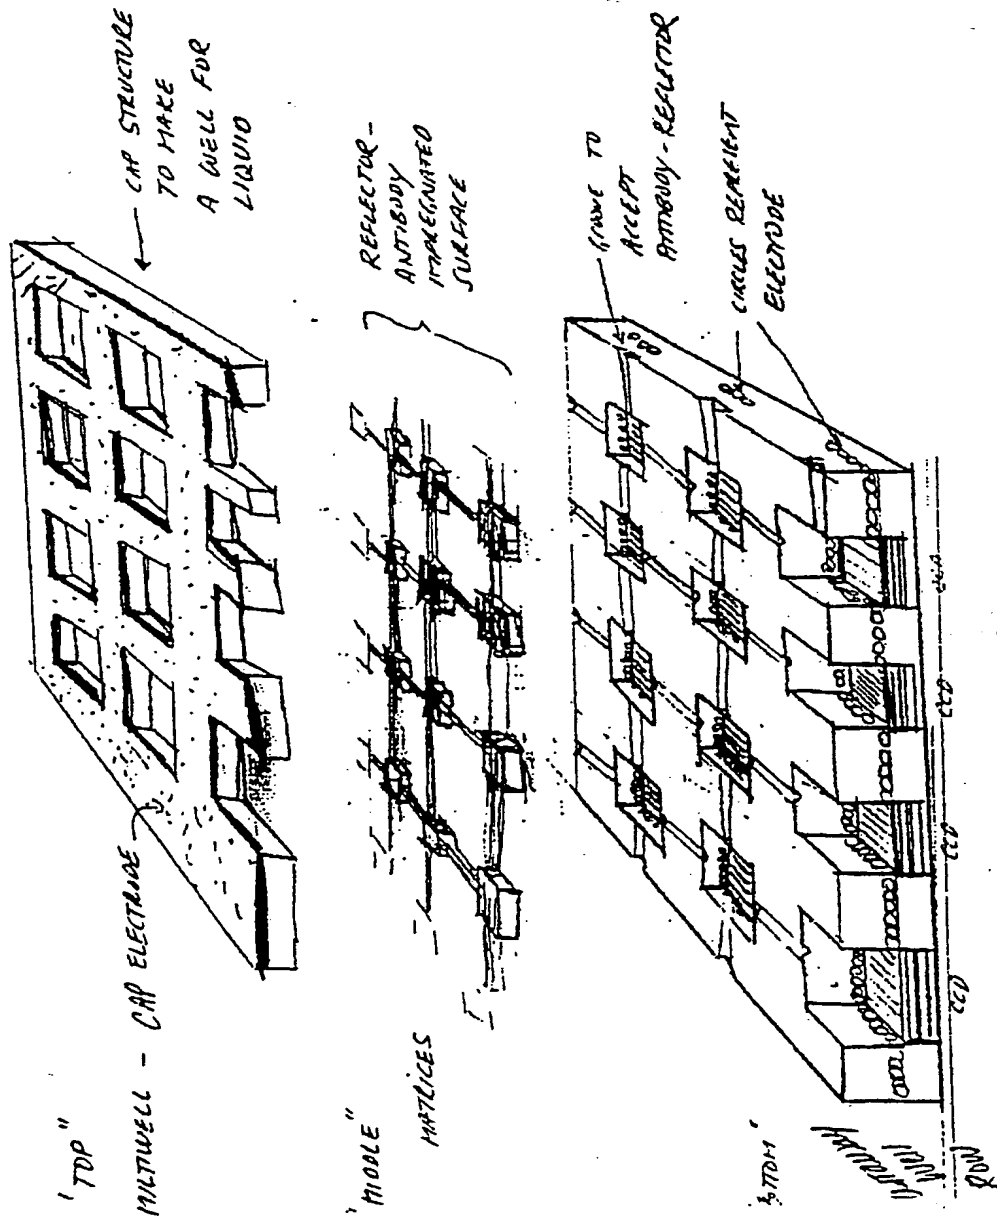 "TOP"
MULTIWELL - CAP ELECTRODE
CAP STRUCTURE
TO MAKE
A WELL FOR
LIQUID
"MIDDLE"
MATRICES
REFLECTOR -
ANTIBODY
IMPREGNATED
SURFACE
"BOTTOM"
GROOVE TO
ACCEPT
ANTIBODY - REFLECTOR
CIRCLES REPRESENT
ELECTRODE
CCD
CCD
CCD
ROW